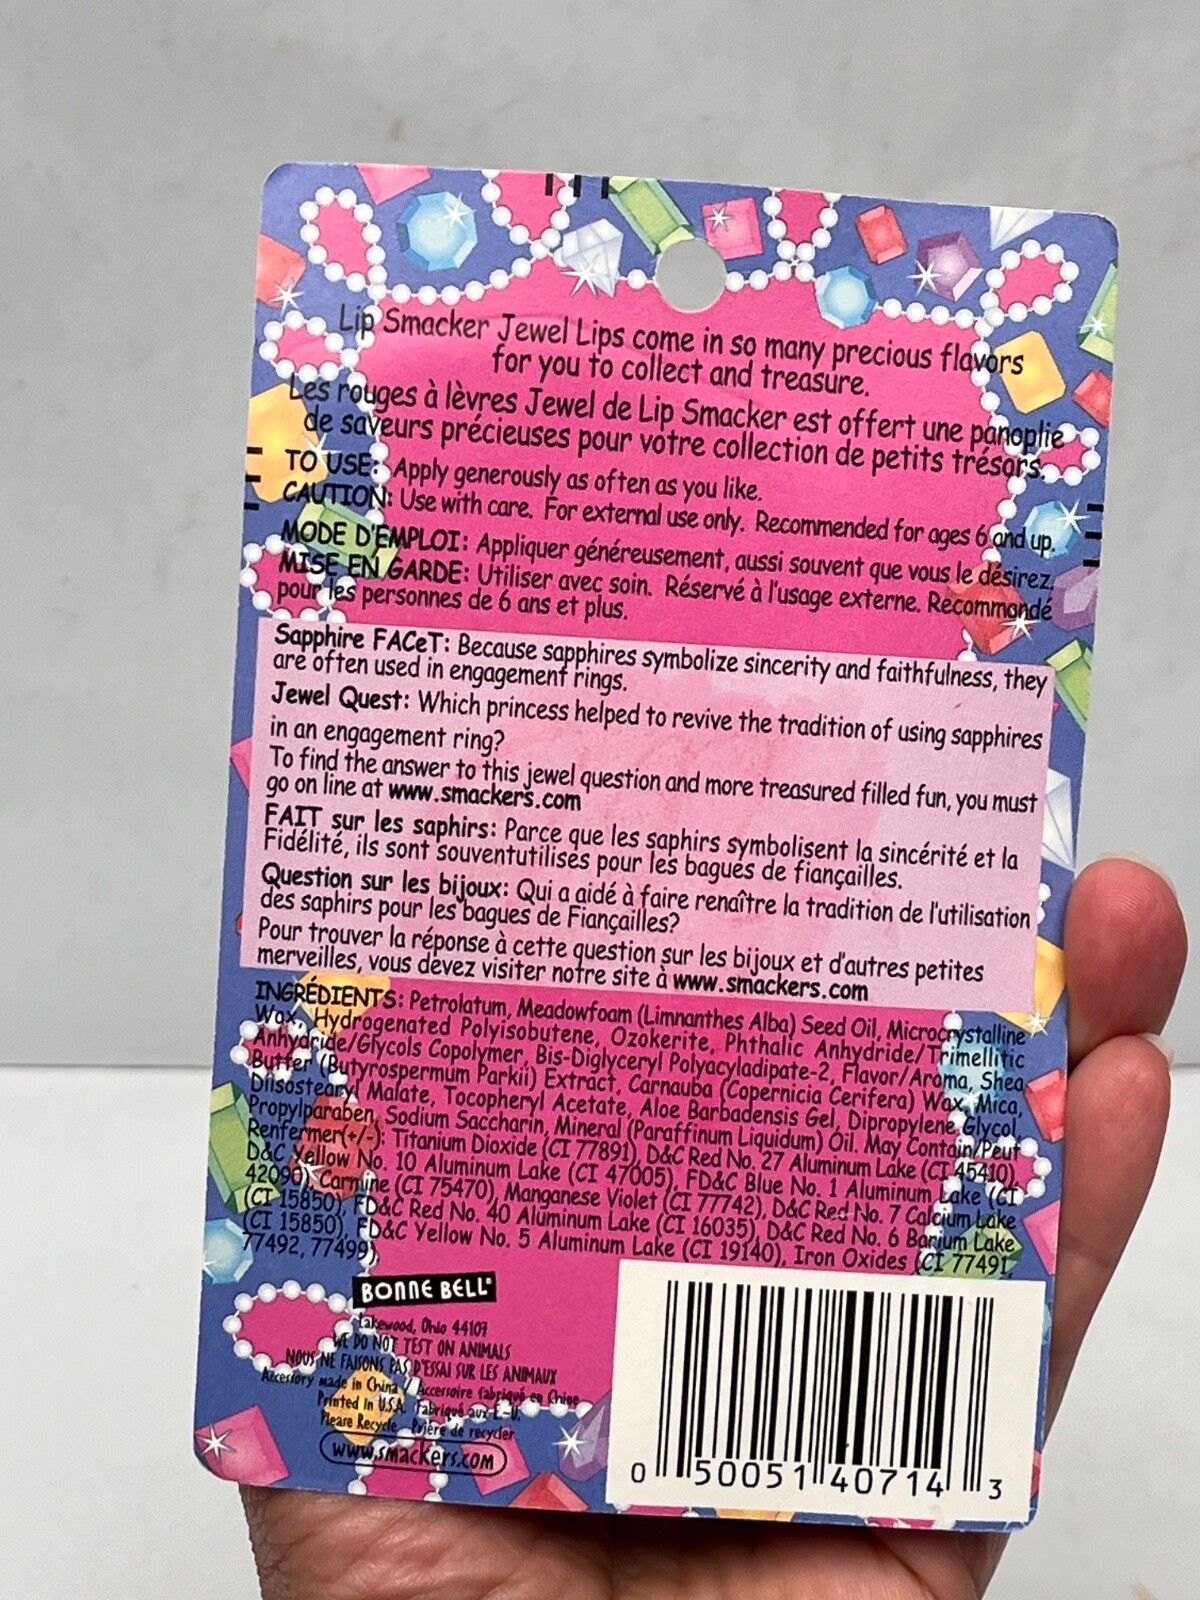 Lip Smacker Jewel Lips come in so many precious flavors
for you to collect and treasure.
Les rouges à lèvres Jewel de Lip Smacker est offert une panoplie
de saveurs précieuses pour votre collection de petits trésors.
TO USE: Apply generously as often as you like.
CAUTION: Use with care. For external use only. Recommended for ages 6 and up.
MODE D'EMPLOI: Appliquer généreusement, aussi souvent que vous le désirez.
MISE EN GARDE: Utiliser avec soin. Réservé à l'usage externe. Recommandé
pour les personnes de 6 ans et plus.
Sapphire FACeT: Because sapphires symbolize sincerity and faithfulness, they
are often used in engagement rings.
Jewel Quest: Which princess helped to revive the tradition of using sapphires
in an engagement ring?
To find the answer to this jewel question and more treasured filled fun, you must
go on line at www.smackers.com
FAIT sur les saphirs: Parce que les saphirs symbolisent la sincérité et la
Fidélité, ils sont souventutilises pour les bagues de fiançailles.
Question sur les bijoux: Qui a aidé à faire renaître la tradition de l'utilisation
des saphirs pour les bagues de Fiançailles?
Pour trouver la réponse à cette question sur les bijoux et d'autres petites
merveilles, vous devez visiter notre site à www.smackers.com
INGRÉDIENTS: Petrolatum, Meadowfoam (Limnanthes Alba) Seed Oil, Microcrystalline
Wax, Hydrogenated Polyisobutene, Ozokerite, Phthalic Anhydride/Trimellitic
Anhydride/Glycols Copolymer, Bis-Diglyceryl Polyacyladipate-2, Flavor/Aroma, Shea
Butter (Butyrospermum Parkii) Extract, Carnauba (Copernicia Cerifera) Wax, Mica,
Diisostearyl Malate, Tocopheryl Acetate, Aloe Barbadensis Gel, Dipropylene Glycol,
Propylparaben, Sodium Saccharin, Mineral (Paraffinum Liquidum) Oil. May Contain/Peut
Renfermer(+/-): Titanium Dioxide (CI 77891), D&C Red No. 27 Aluminum Lake (CI 45410),
D&C Yellow No. 10 Aluminum Lake (CI 47005), FD&C Blue No. 1 Aluminum Lake (CI
42090), Carmine (CI 75470), Manganese Violet (CI 77742), D&C Red No. 7 Calcium Lake
(CI 15850), FD&C Red No. 40 Aluminum Lake (CI 16035), D&C Red No. 6 Barium Lake
(CI 15850), FD&C Yellow No. 5 Aluminum Lake (CI 19140), Iron Oxides (CI 77491,
77492, 77499).
BONNE BELL®
Lakewood, Ohio 44107
WE DO NOT TEST ON ANIMALS
NOUS NE FAISONS PAS D'ESSAI SUR LES ANIMAUX
Accessory made in China / Accessoire fabriqué en Chine
Printed in U.S.A. Fabriqué aux É.-U.
Please Recycle Prière de recycler
www.smackers.com
0 50051 40714 3